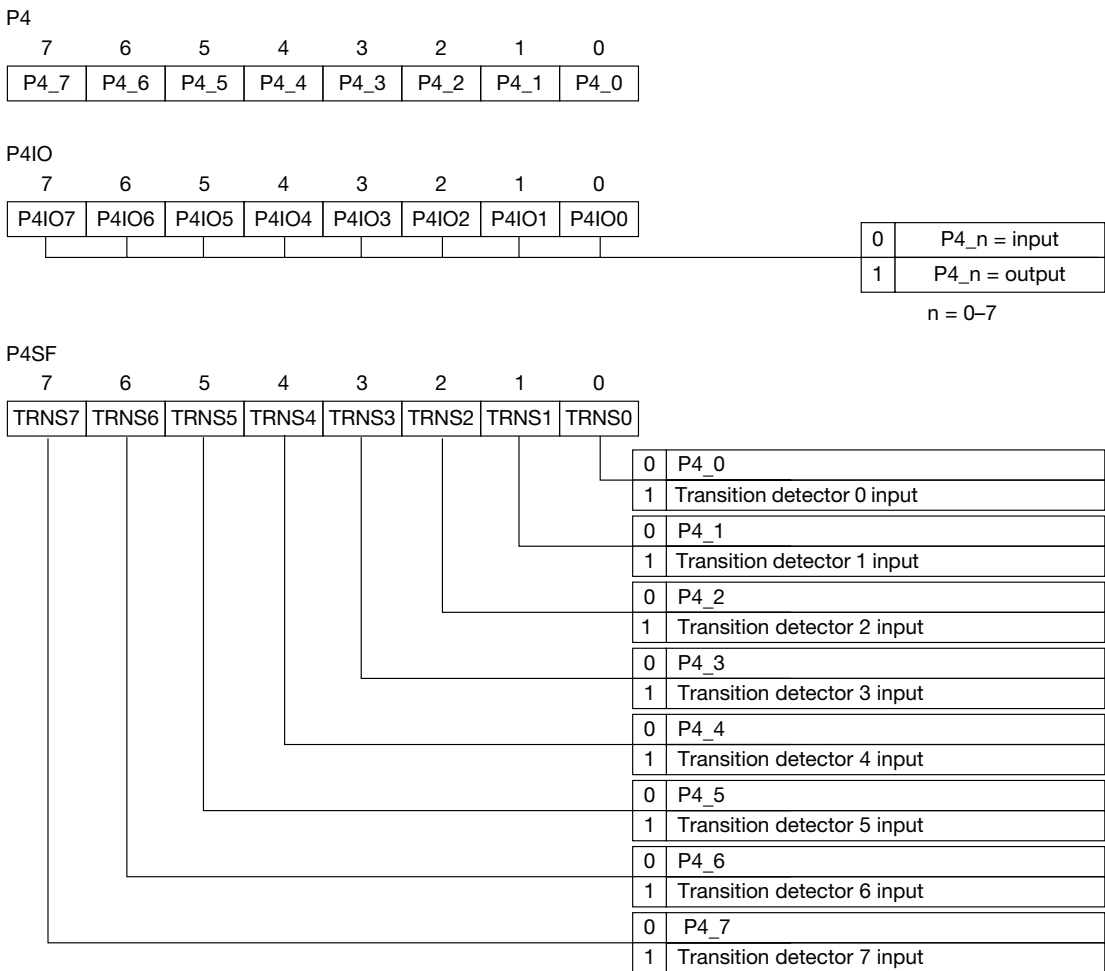 P4
7 6 5 4 3 2 1 0
P4_7 P4_6 P4_5 P4_4 P4_3 P4_2 P4_1 P4_0
P4IO
7 6 5 4 3 2 1 0
P4IO7 P4IO6 P4IO5 P4IO4 P4IO3 P4IO2 P4IO1 P4IO0
0 P4_n = input
1 P4_n = output
n = 0–7
P4SF
7 6 5 4 3 2 1 0
TRNS7 TRNS6 TRNS5 TRNS4 TRNS3 TRNS2 TRNS1 TRNS0
0 P4_0
1 Transition detector 0 input
0 P4_1
1 Transition detector 1 input
0 P4_2
1 Transition detector 2 input
0 P4_3
1 Transition detector 3 input
0 P4_4
1 Transition detector 4 input
0 P4_5
1 Transition detector 5 input
0 P4_6
1 Transition detector 6 input
0 P4_7
1 Transition detector 7 input